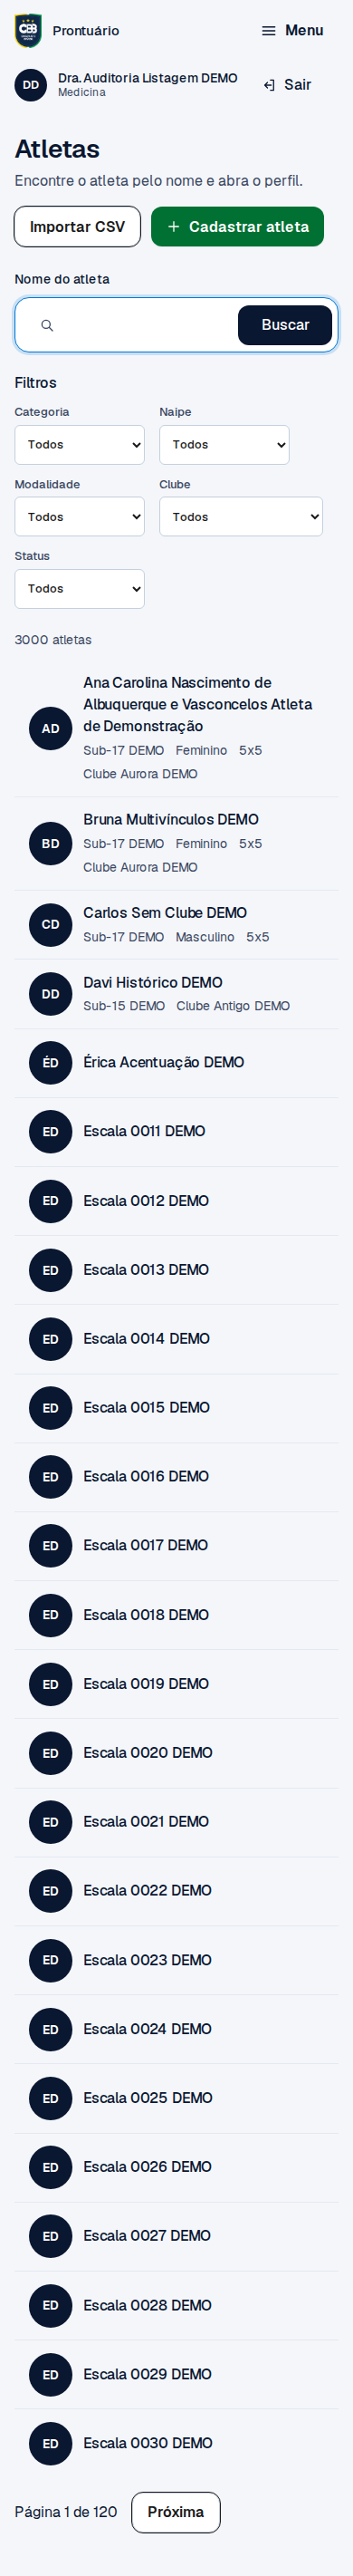 CBB
Prontuário
Menu
DD
Dra. Auditoria Listagem DEMO
Medicina
Sair
Atletas
Encontre o atleta pelo nome e abra o perfil.
Importar CSV
Cadastrar atleta
Nome do atleta
Buscar
Filtros
Categoria
Naipe
Todos
Todos
Modalidade
Clube
Todos
Todos
Status
Todos
3000 atletas
AD
Ana Carolina Nascimento de
Albuquerque e Vasconcelos Atleta
de Demonstração
Sub-17 DEMO Feminino 5x5
Clube Aurora DEMO
BD
Bruna Multivínculos DEMO
Sub-17 DEMO Feminino 5x5
Clube Aurora DEMO
CD
Carlos Sem Clube DEMO
Sub-17 DEMO Masculino 5x5
DD
Davi Histórico DEMO
Sub-15 DEMO Clube Antigo DEMO
ÉD
Érica Acentuação DEMO
ED
Escala 0011 DEMO
ED
Escala 0012 DEMO
ED
Escala 0013 DEMO
ED
Escala 0014 DEMO
ED
Escala 0015 DEMO
ED
Escala 0016 DEMO
ED
Escala 0017 DEMO
ED
Escala 0018 DEMO
ED
Escala 0019 DEMO
ED
Escala 0020 DEMO
ED
Escala 0021 DEMO
ED
Escala 0022 DEMO
ED
Escala 0023 DEMO
ED
Escala 0024 DEMO
ED
Escala 0025 DEMO
ED
Escala 0026 DEMO
ED
Escala 0027 DEMO
ED
Escala 0028 DEMO
ED
Escala 0029 DEMO
ED
Escala 0030 DEMO
Página 1 de 120
Próxima